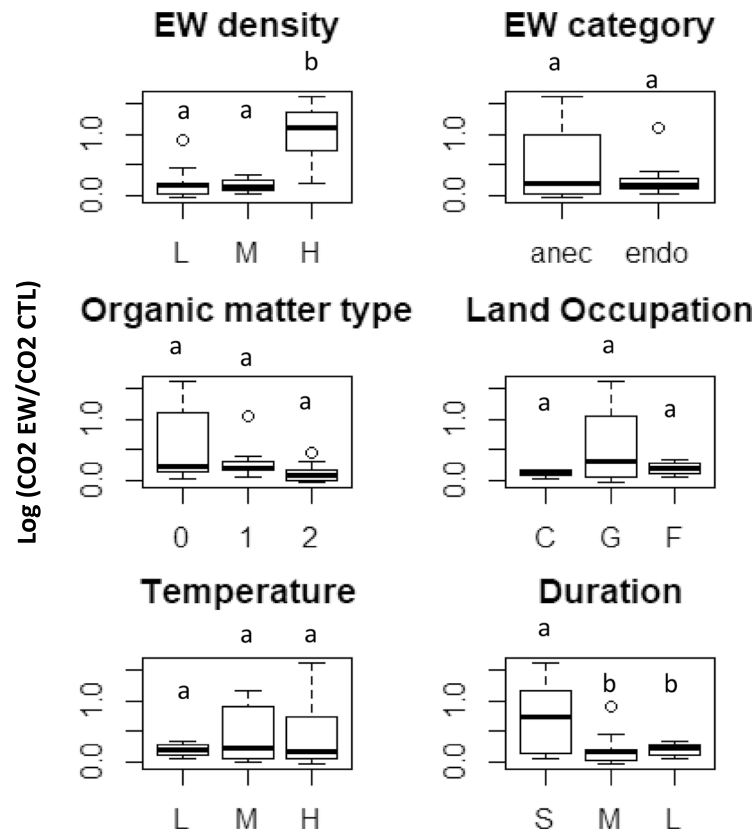 EW density
EW category
b
a
a
a
a
1.0
0.0
1.0
0.0
L M H
anec endo
Log (CO2 EW/CO2 CTL)
Organic matter type
Land Occupation
a
a
a
a
a
a
1.0
0.0
1.0
0.0
0 1 2
C G F
Temperature
Duration
a
a
a
a
b
b
1.0
0.0
1.0
0.0
L M H
S M L